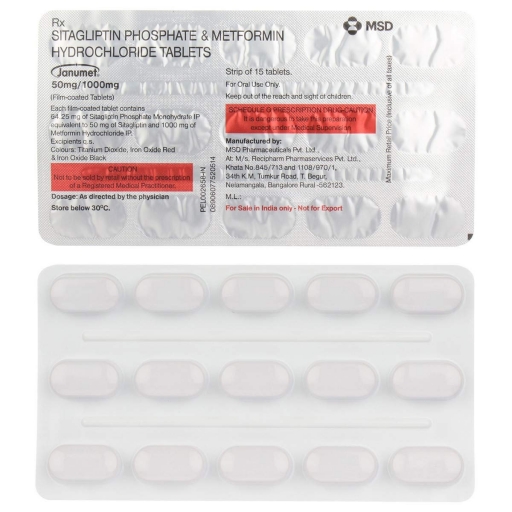 Rx
SITAGLIPTIN PHOSPHATE & METFORMIN
HYDROCHLORIDE TABLETS
Janumet
50mg/1000mg
(Film-coated Tablets)
Each film-coated tablet contains
64.25 mg of Sitagliptin Phosphate Monohydrate IP
equivalent to 50 mg of Sitagliptin and 1000 mg of
Metformin hydrochloride IP.
Excipients q.s.
Colours: Titanium Dioxide, Iron Oxide Red
& Iron Oxide Black
CAUTION
Not to be sold by retail without the prescription
of a Registered Medical Practitioner.
Dosage: As directed by the physician
Store below 30°C.
PEL002658-IN
08906077520514
MSD
Strip of 15 tablets.
For Oral Use Only.
Keep out of the reach and sight of children.
SCHEDULE G PRESCRIPTION DRUG-CAUTION
It is dangerous to take this preparation
except under Medical Supervision
Manufactured by:
MSD Pharmaceuticals Pvt. Ltd.,
At: M/s. Recipharm Pharmaservices Pvt. Ltd.,
Khata No.845/713 and 1108/970/1,
34th K M, Tumkur Road, T. Begur,
Nelamangala, Bangalore Rural -562123.
M.L.:
For Sale in India only - Not for Export
Maximum Retail Price (Inclusive of all taxes)